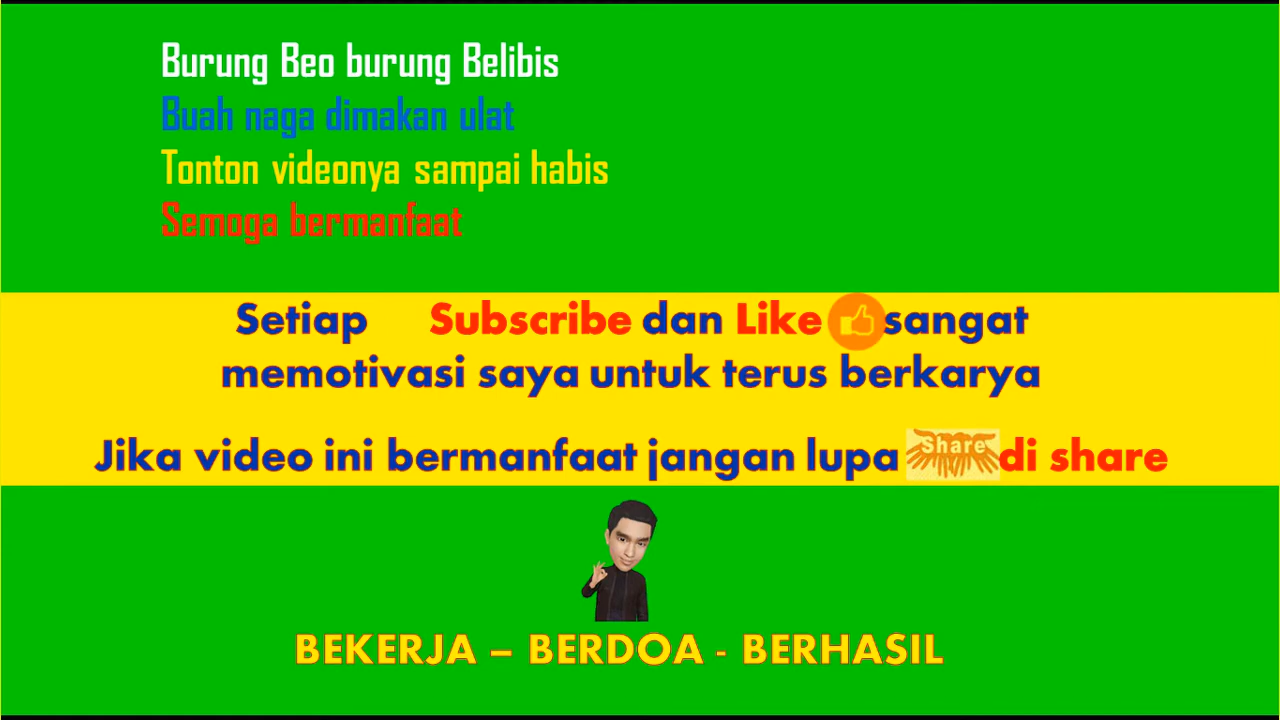 Burung Beo burung Belibis
Buah naga dimakan ulat
Tonton videonya sampai habis
Semoga bermanfaat
Setiap Subscribe dan Like sangat
memotivasi saya untuk terus berkarya
Jika video ini bermanfaat jangan lupa Share di share
BEKERJA – BERDOA - BERHASIL